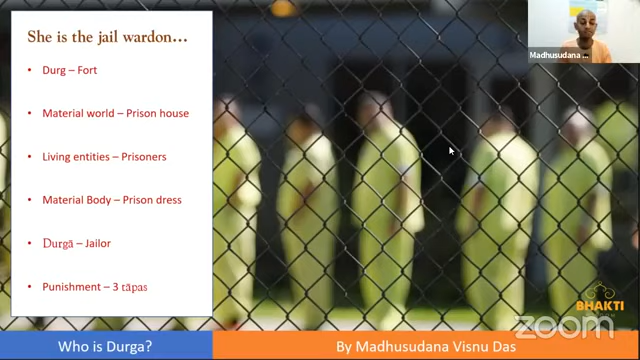 She is the jail wardon...
• Durg – Fort
• Material world – Prison house
• Living entities – Prisoners
• Material Body – Prison dress
• Durgā – Jailor
• Punishment – 3 tāpas
Madhusudana ...
BHAKTI
zoom
Who is Durga?
By Madhusudana Visnu Das